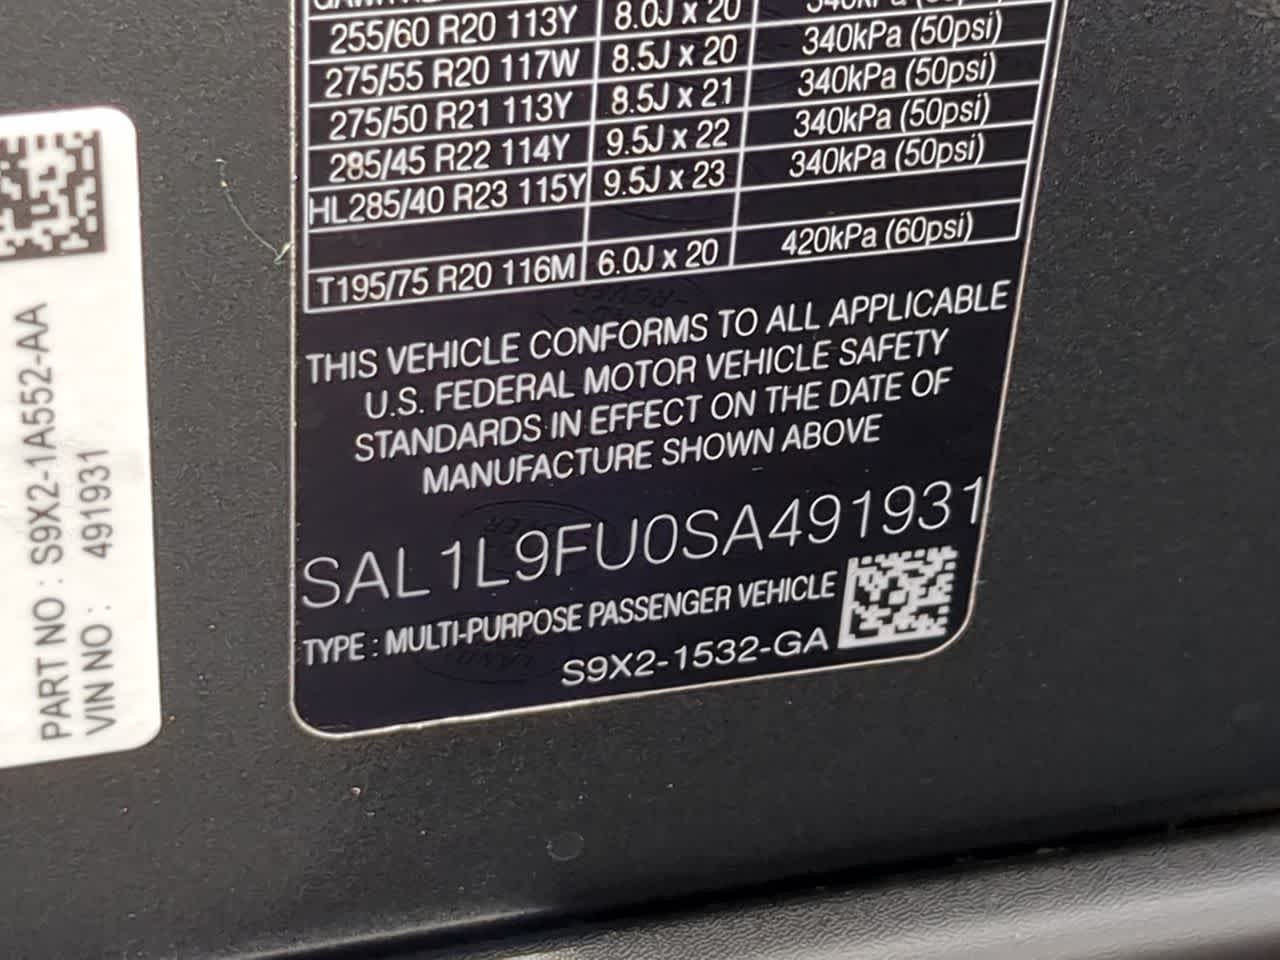 255/60 R20 113Y 8.0J x 20 340kPa (50psi)
275/55 R20 117W 8.5J x 20 340kPa (50psi)
275/50 R21 113Y 8.5J x 21 340kPa (50psi)
285/45 R22 114Y 9.5J x 22 340kPa (50psi)
HL285/40 R23 115Y 9.5J x 23 340kPa (50psi)
T195/75 R20 116M 6.0J x 20 420kPa (60psi)
THIS VEHICLE CONFORMS TO ALL APPLICABLE
U.S. FEDERAL MOTOR VEHICLE SAFETY
STANDARDS IN EFFECT ON THE DATE OF
MANUFACTURE SHOWN ABOVE
SAL1L9FU0SA491931
TYPE : MULTI-PURPOSE PASSENGER VEHICLE
S9X2-1532-GA
PART NO : S9X2-1A552-AA
VIN NO : 491931